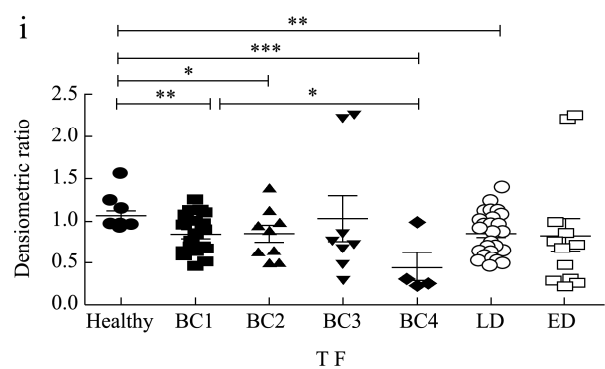 i
**
***
*
** *
2.5
2.0
1.5
1.0
0.5
0.0
Densiometric ratio
Healthy BC1 BC2 BC3 BC4 LD ED
T F